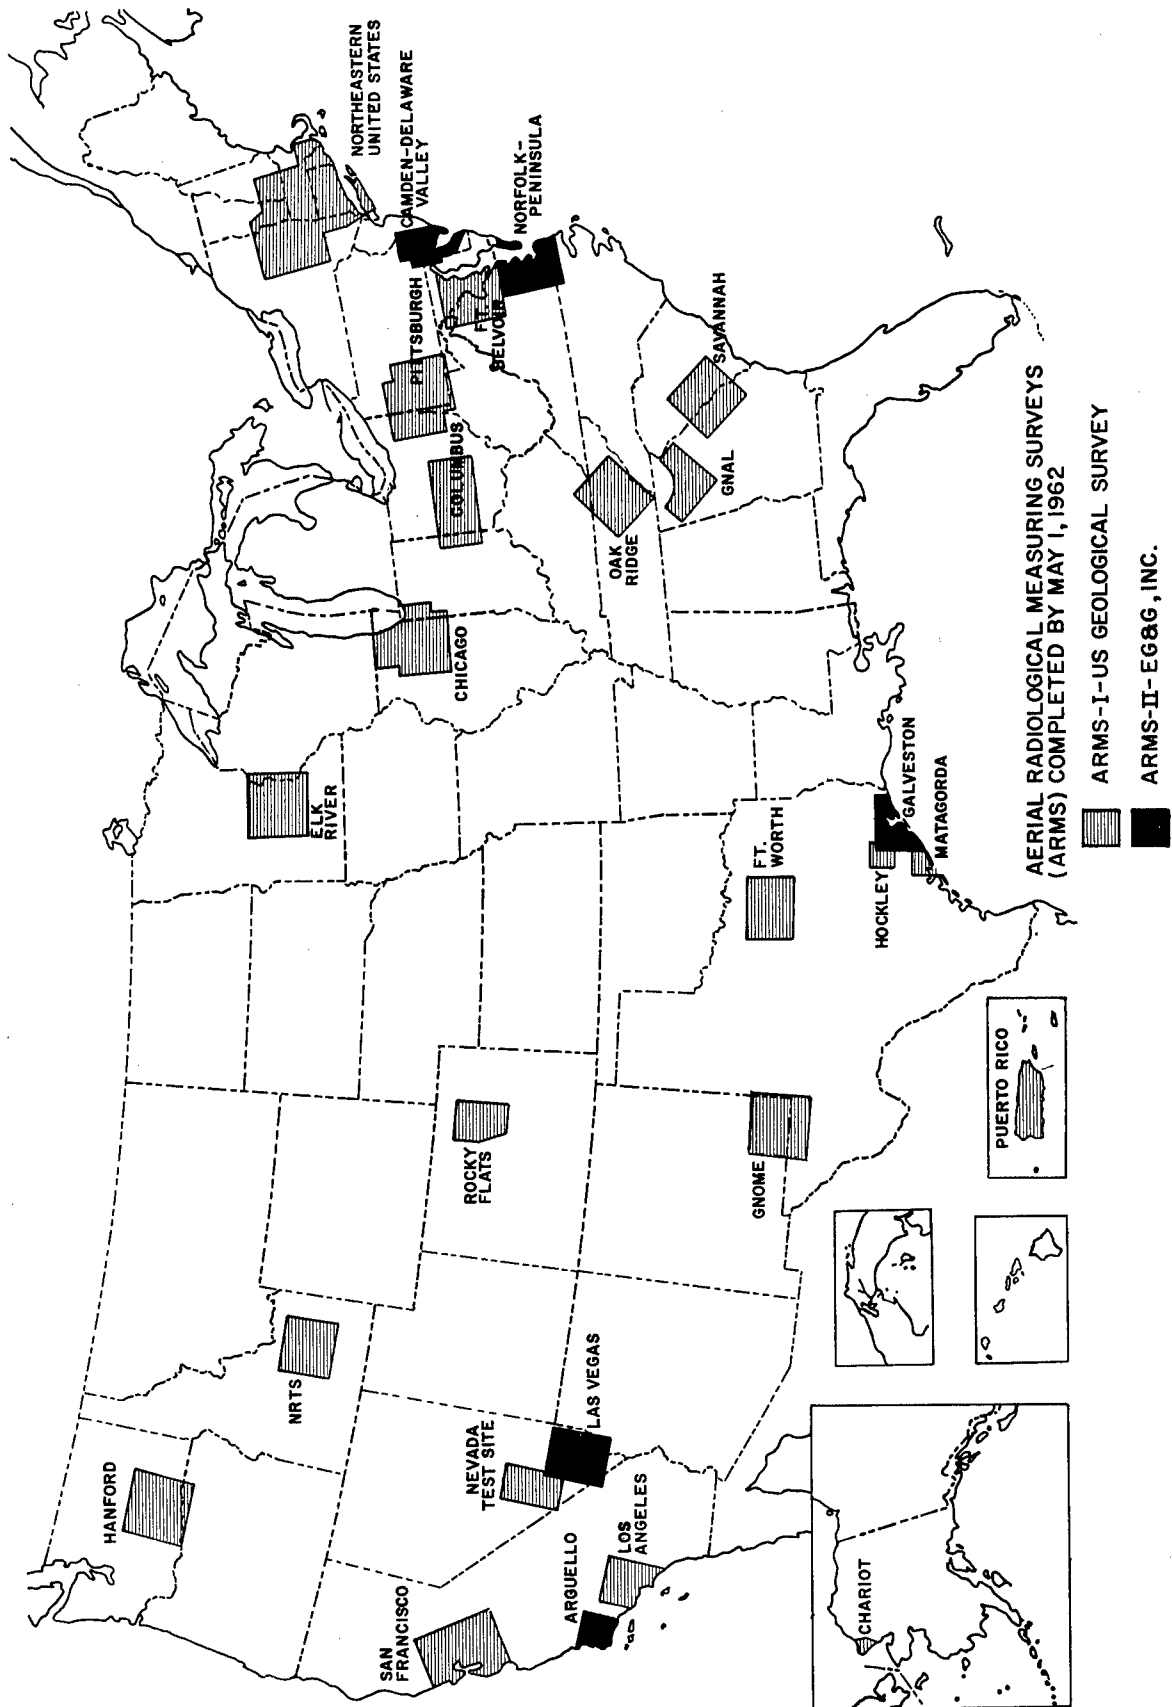 HANFORD
NRTS
SAN
FRANCISCO
NEVADA
TEST SITE
LAS VEGAS
ARGUELLO
LOS
ANGELES
ROCKY
FLATS
GNOME
ELK
RIVER
FT.
WORTH
HOCKLEY
GALVESTON
MATAGORDA
CHICAGO
COLUMBUS
PITTSBURGH
FT.
BELVOIR
OAK
RIDGE
GNAL
SAVANNAH
NORTHEASTERN
UNITED STATES
CAMDEN-DELAWARE
VALLEY
NORFOLK-
PENINSULA
CHARIOT
PUERTO RICO
AERIAL RADIOLOGICAL MEASURING SURVEYS
(ARMS) COMPLETED BY MAY 1, 1962
ARMS-I-US GEOLOGICAL SURVEY
ARMS-II-EG&G, INC.